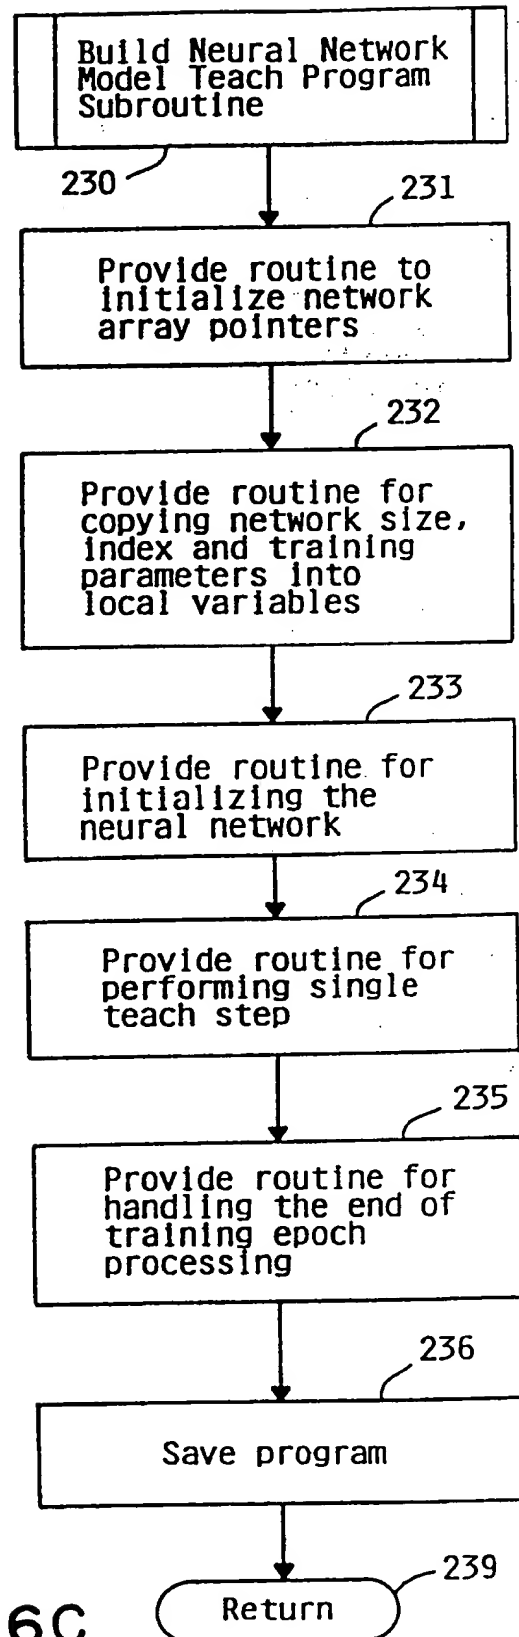 Build Neural Network
Model Teach Program
Subroutine
230
231
Provide routine to
initialize network
array pointers
232
Provide routine for
copying network size,
index and training
parameters into
local variables
233
Provide routine for
initializing the
neural network
234
Provide routine for
performing single
teach step
235
Provide routine for
handling the end of
training epoch
processing
236
Save program
239
Return
6C